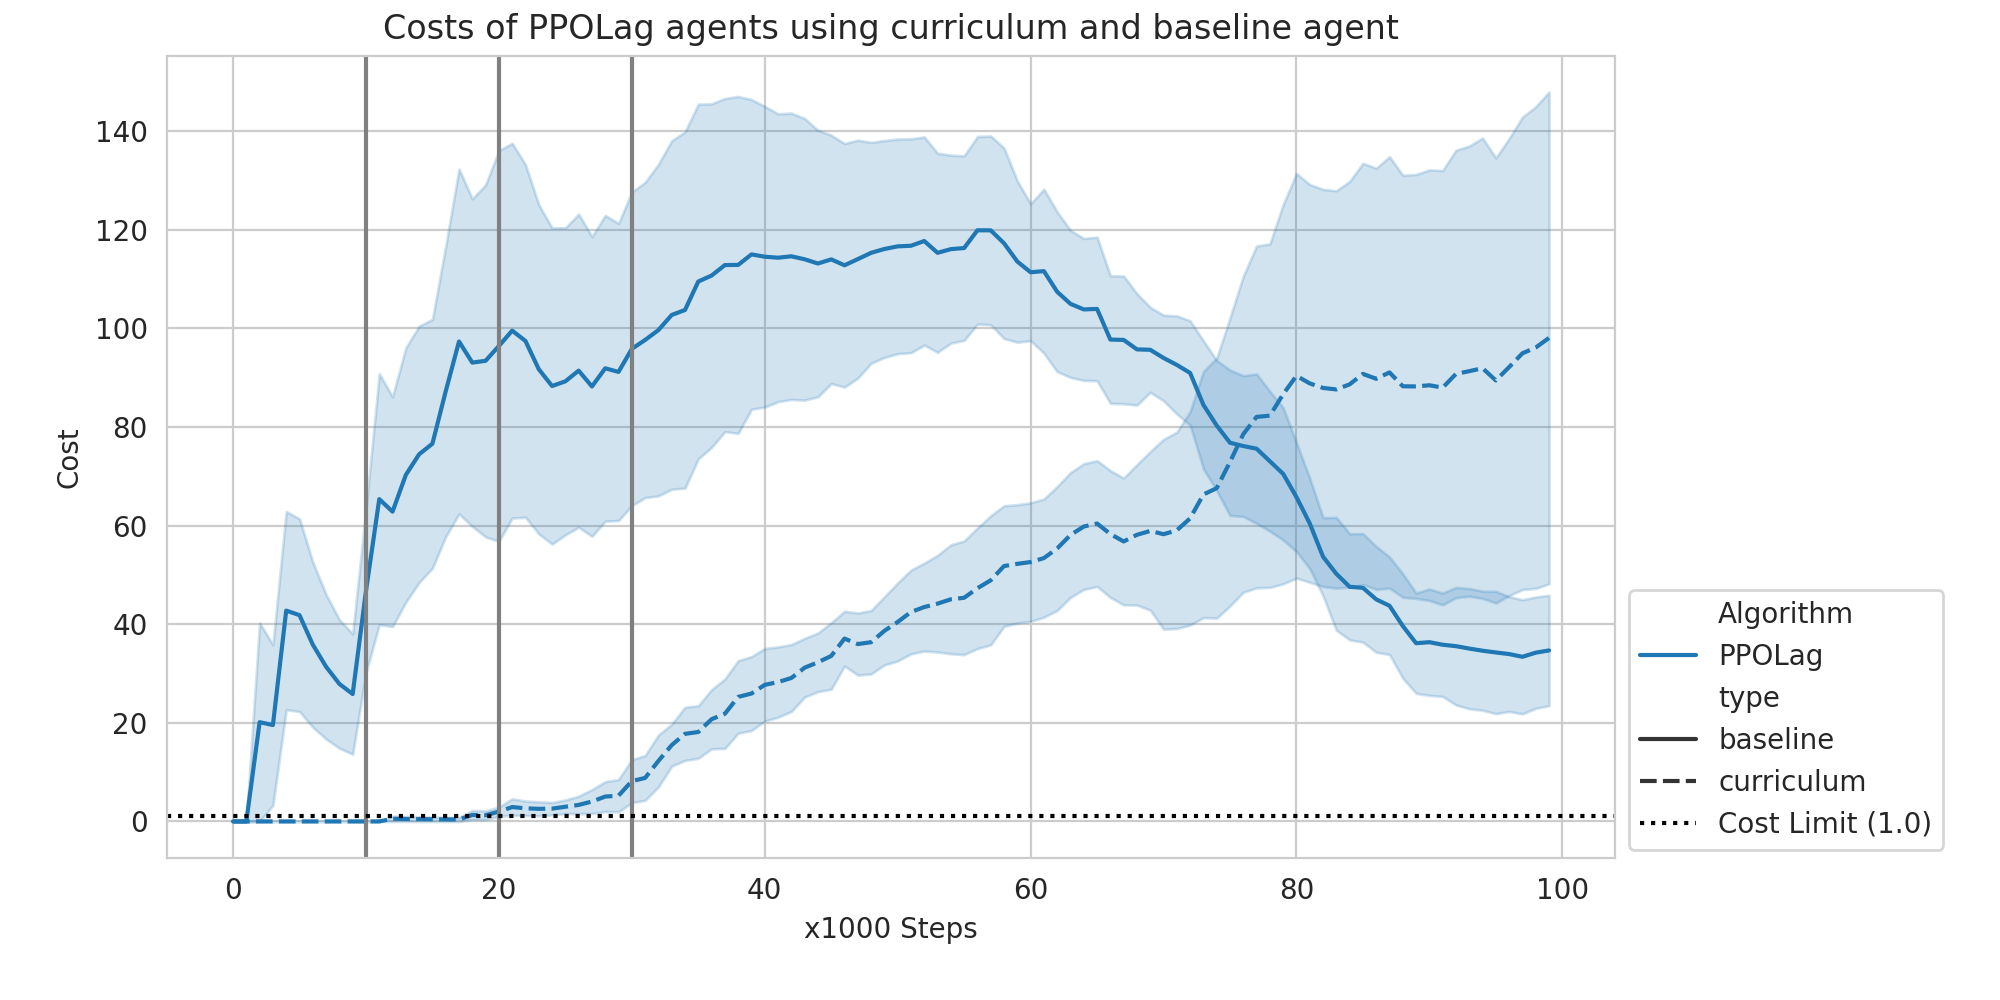 Costs of PPOLag agents using curriculum and baseline agent
140
120
100
80
60
40
20
0
Cost
0
20
40
60
80
100
x1000 Steps
Algorithm
PPOLag
type
baseline
curriculum
Cost Limit (1.0)